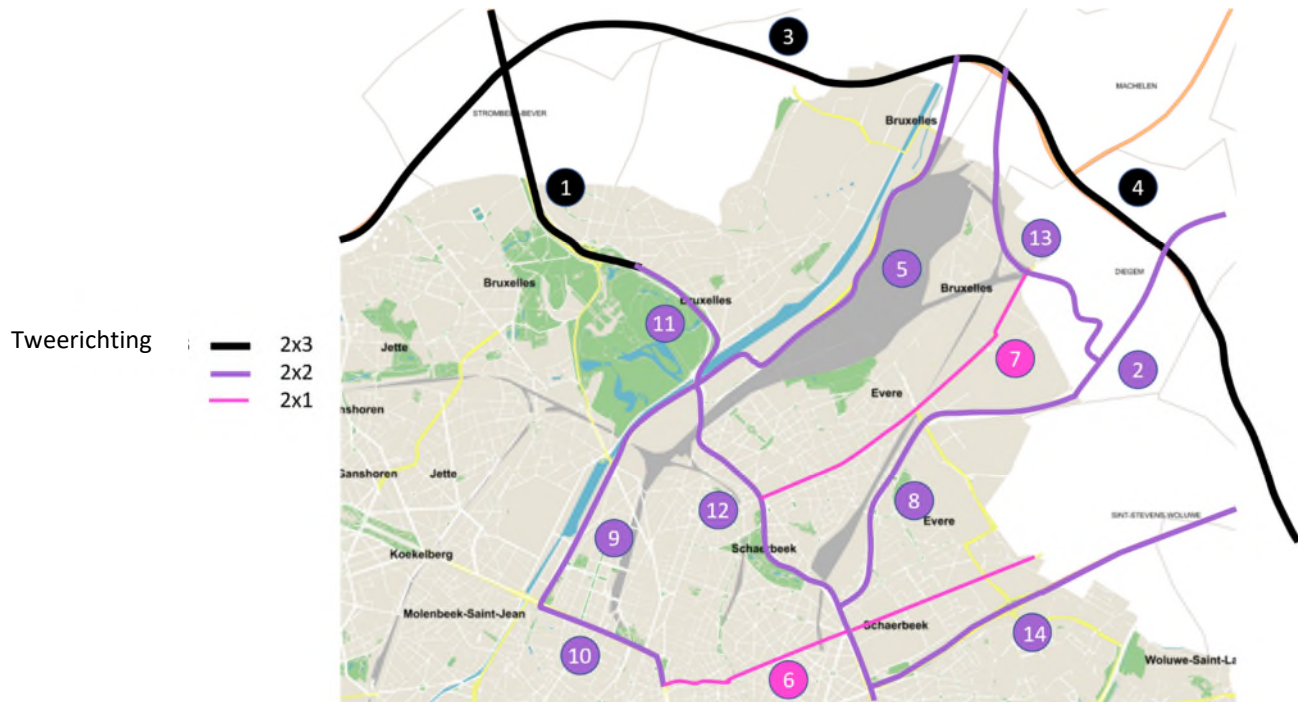 3
MACHELEN
STROMBEEK-BEVER
Bruxelles
1
4
13
DIEGEM
5
Bruxelles
Bruxelles
Bruxelles
11
Tweerichting
2x3
Jette
2x2
7
2
2x1
Evere
nshoren
Ganshoren
Jette
8
12
SINT-STEVENS-WOLUWE
Evere
9
Schaerbeek
Koekelberg
Molenbeek-Saint-Jean
Schaerbeek
14
10
Woluwe-Saint-La
6